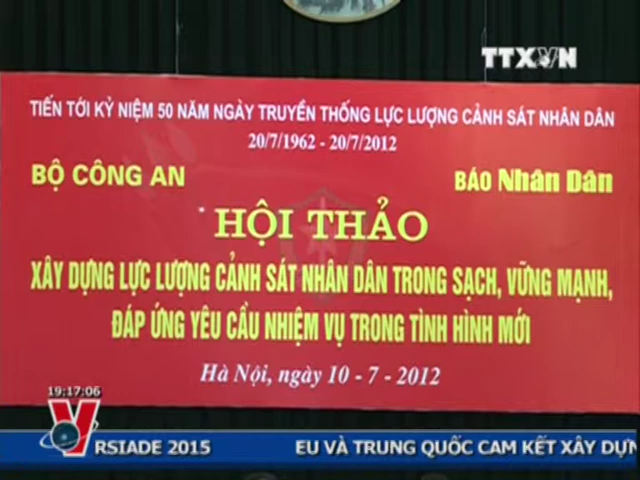 TTXVN
TIẾN TỚI KỶ NIỆM 50 NĂM NGÀY TRUYỀN THỐNG LỰC LƯỢNG CẢNH SÁT NHÂN DÂN
20/7/1962 - 20/7/2012
BỘ CÔNG AN
BÁO Nhân Dân
HỘI THẢO
XÂY DỰNG LỰC LƯỢNG CẢNH SÁT NHÂN DÂN TRONG SẠCH, VỮNG MẠNH,
ĐÁP ỨNG YÊU CẦU NHIỆM VỤ TRONG TÌNH HÌNH MỚI
Hà Nội, ngày 10 - 7 - 2012
19:17:06
V
RSIADE 2015 EU VÀ TRUNG QUỐC CAM KẾT XÂY DỰN